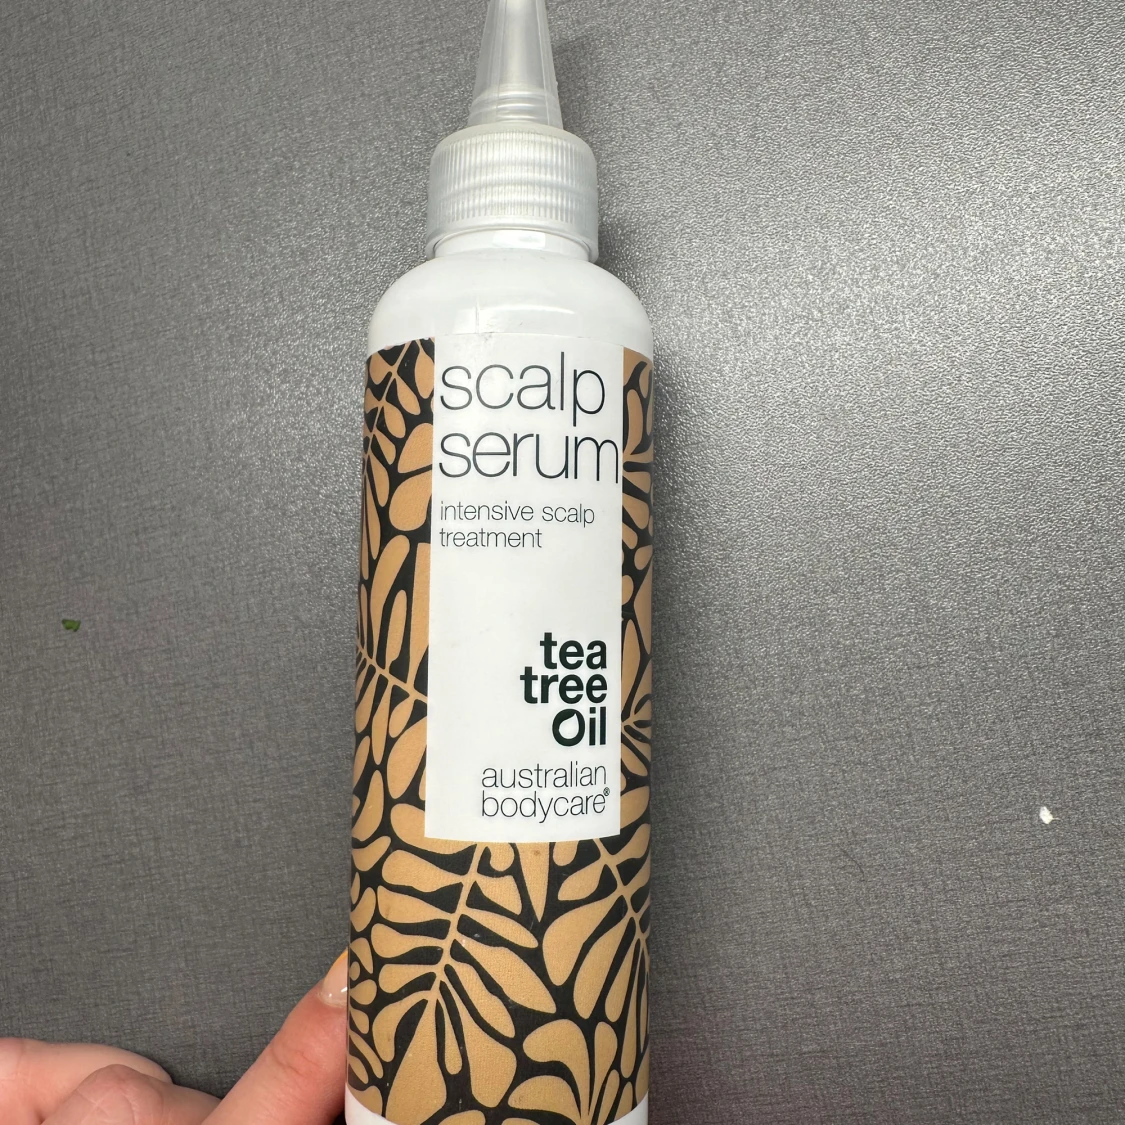 scalp
serum
intensive scalp
treatment
tea
tree
Oil
australian
bodycare®